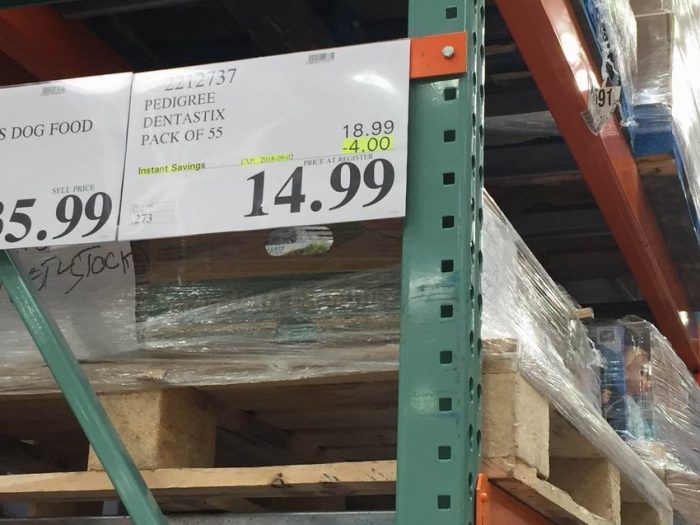 S DOG FOOD
SELL PRICE
35.99
2212737
PEDIGREE
DENTASTIX
PACK OF 55
18.99
-4.00
Instant Savings
EXP. 2018-09-02
PRICE AT REGISTER
14.99
.273
STOCK
91